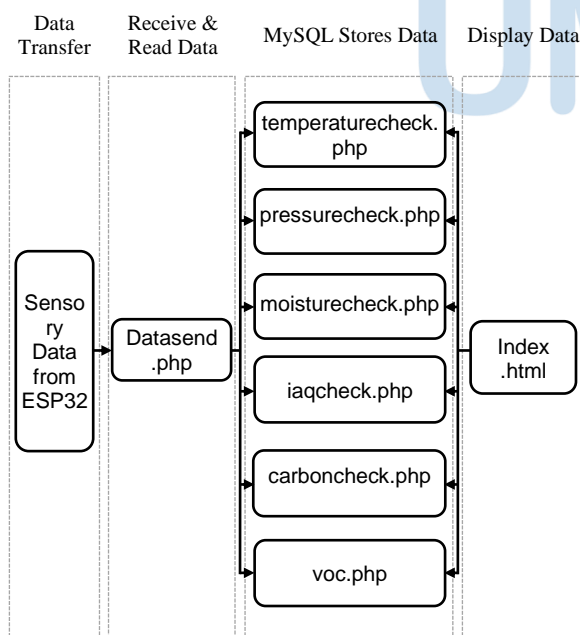 Data
Transfer
Receive &
Read Data
MySQL Stores Data
Display Data
temperaturecheck.
php
pressurecheck.php
moisturecheck.php
iaqcheck.php
carboncheck.php
voc.php
Senso
ry
Data
from
ESP32
Datasend
.php
Index
.html